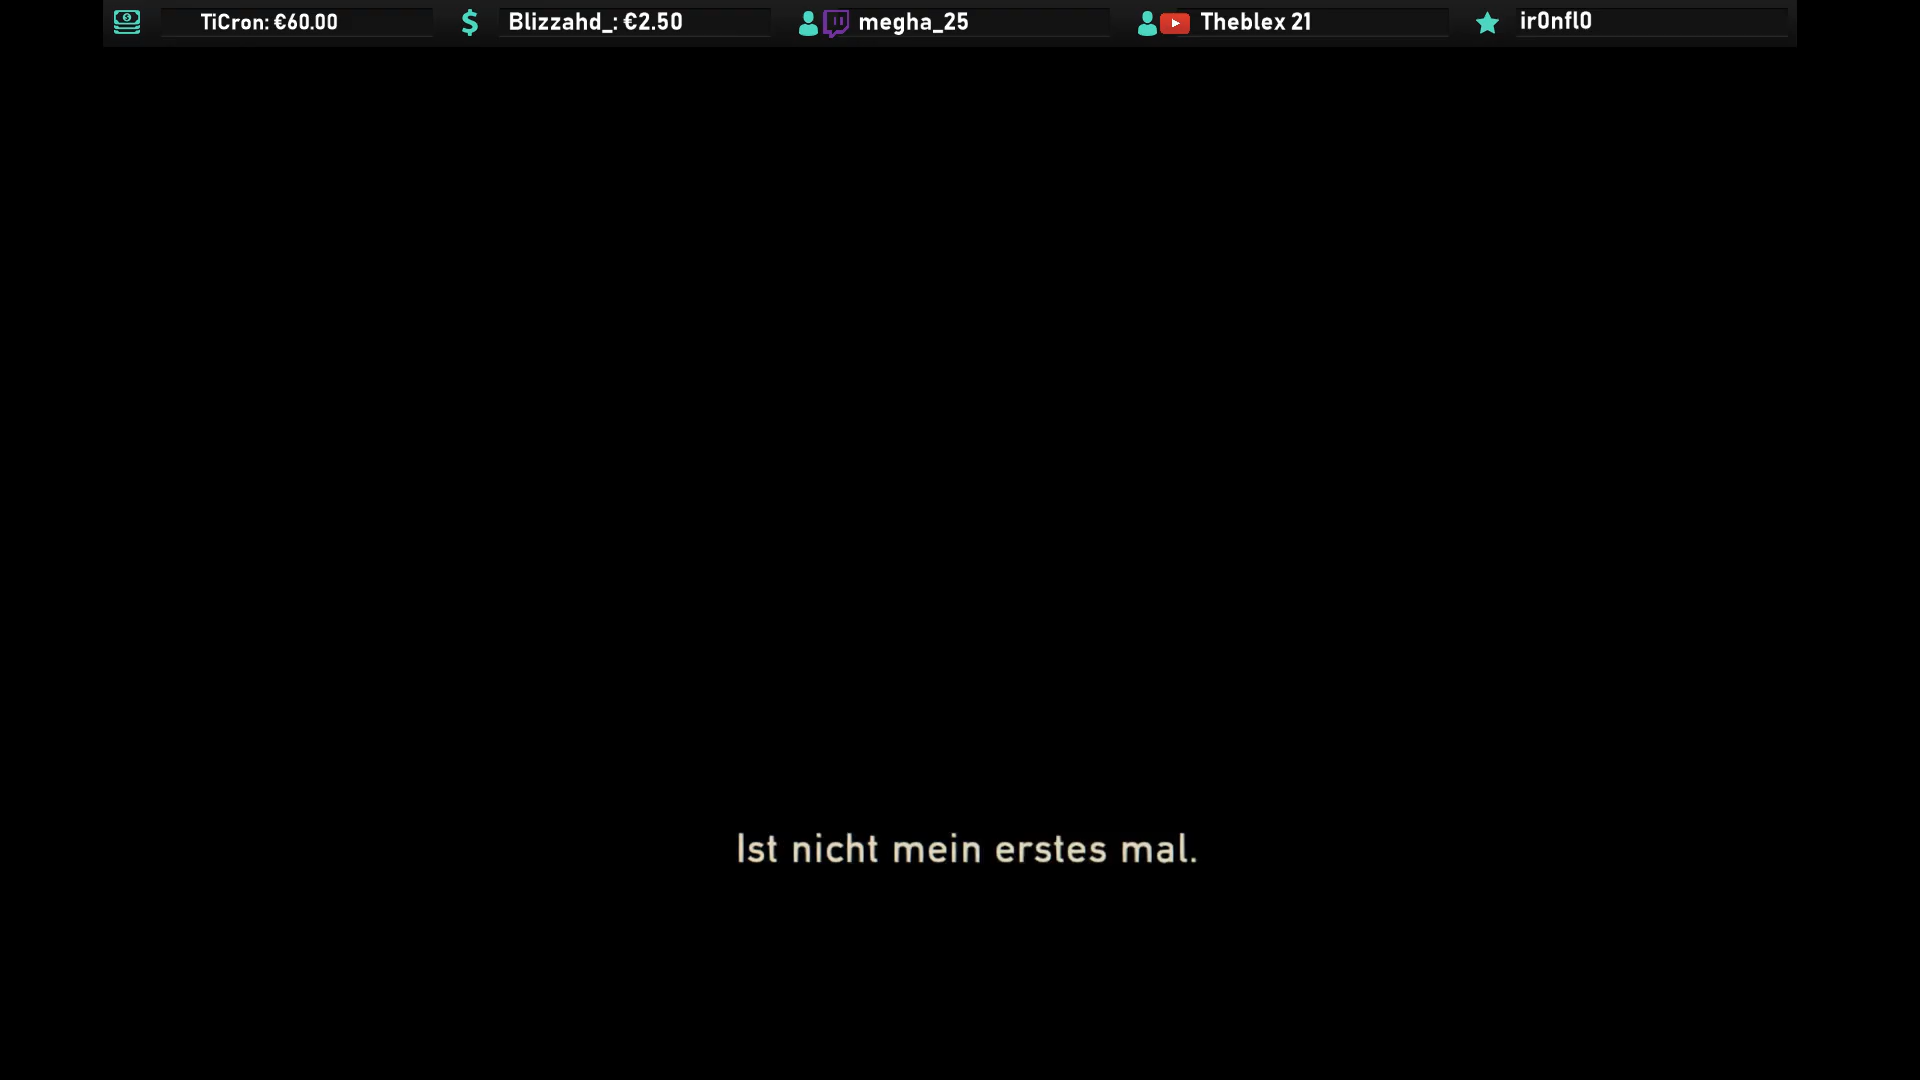 TiCron: €60.00 Blizzahd_: €2.50 megha_25 Theblex 21 ir0nfl0
Ist nicht mein erstes mal.